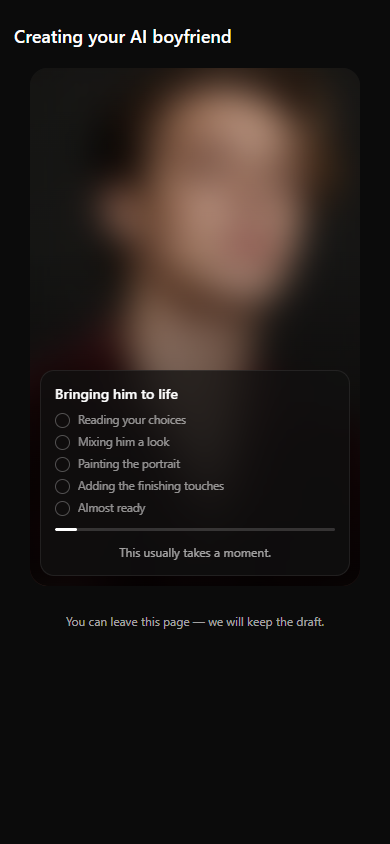 Creating your AI boyfriend
Bringing him to life
Reading your choices
Mixing him a look
Painting the portrait
Adding the finishing touches
Almost ready
This usually takes a moment.
You can leave this page — we will keep the draft.